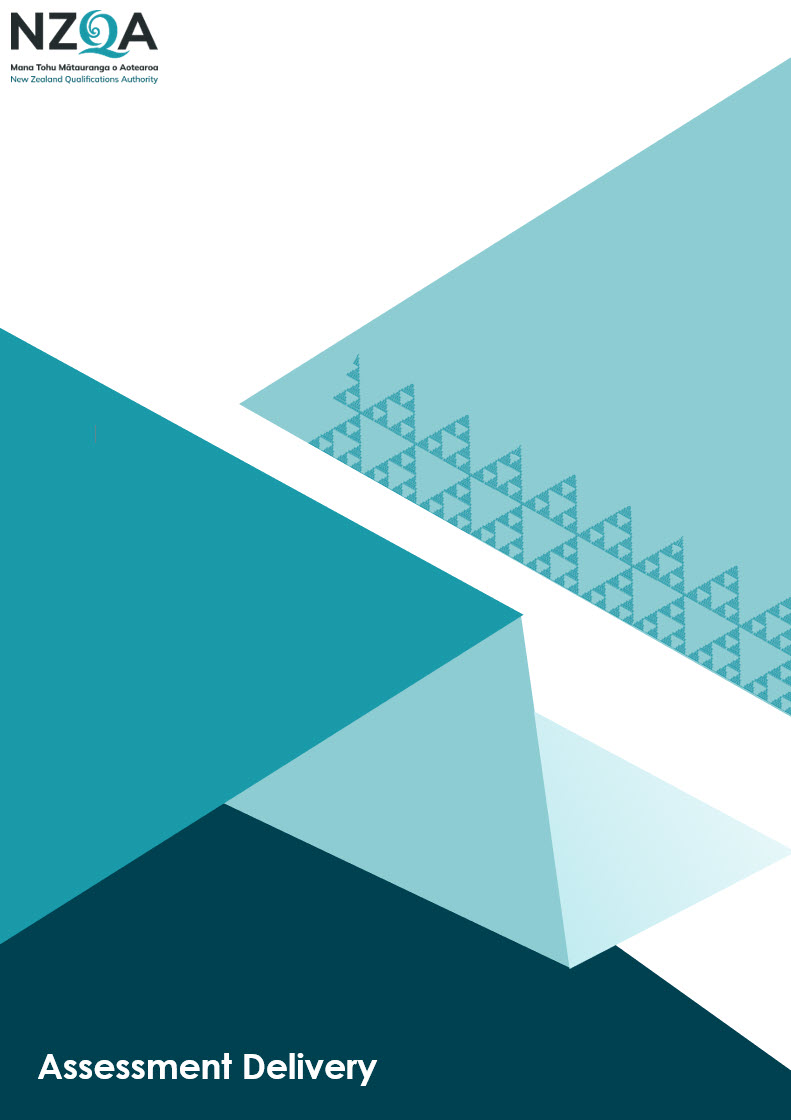 NZQA
Mana Tohu Mātauranga o Aotearoa
New Zealand Qualifications Authority
Assessment Delivery